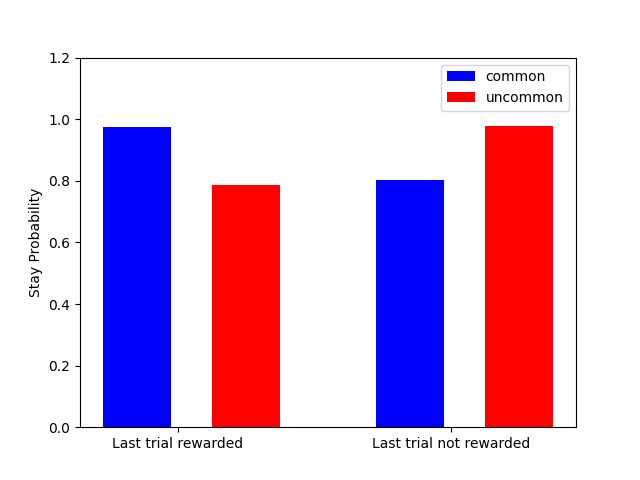 1.2
1.0
0.8
0.6
0.4
0.2
0.0
Stay Probability
common
uncommon
Last trial rewarded
Last trial not rewarded